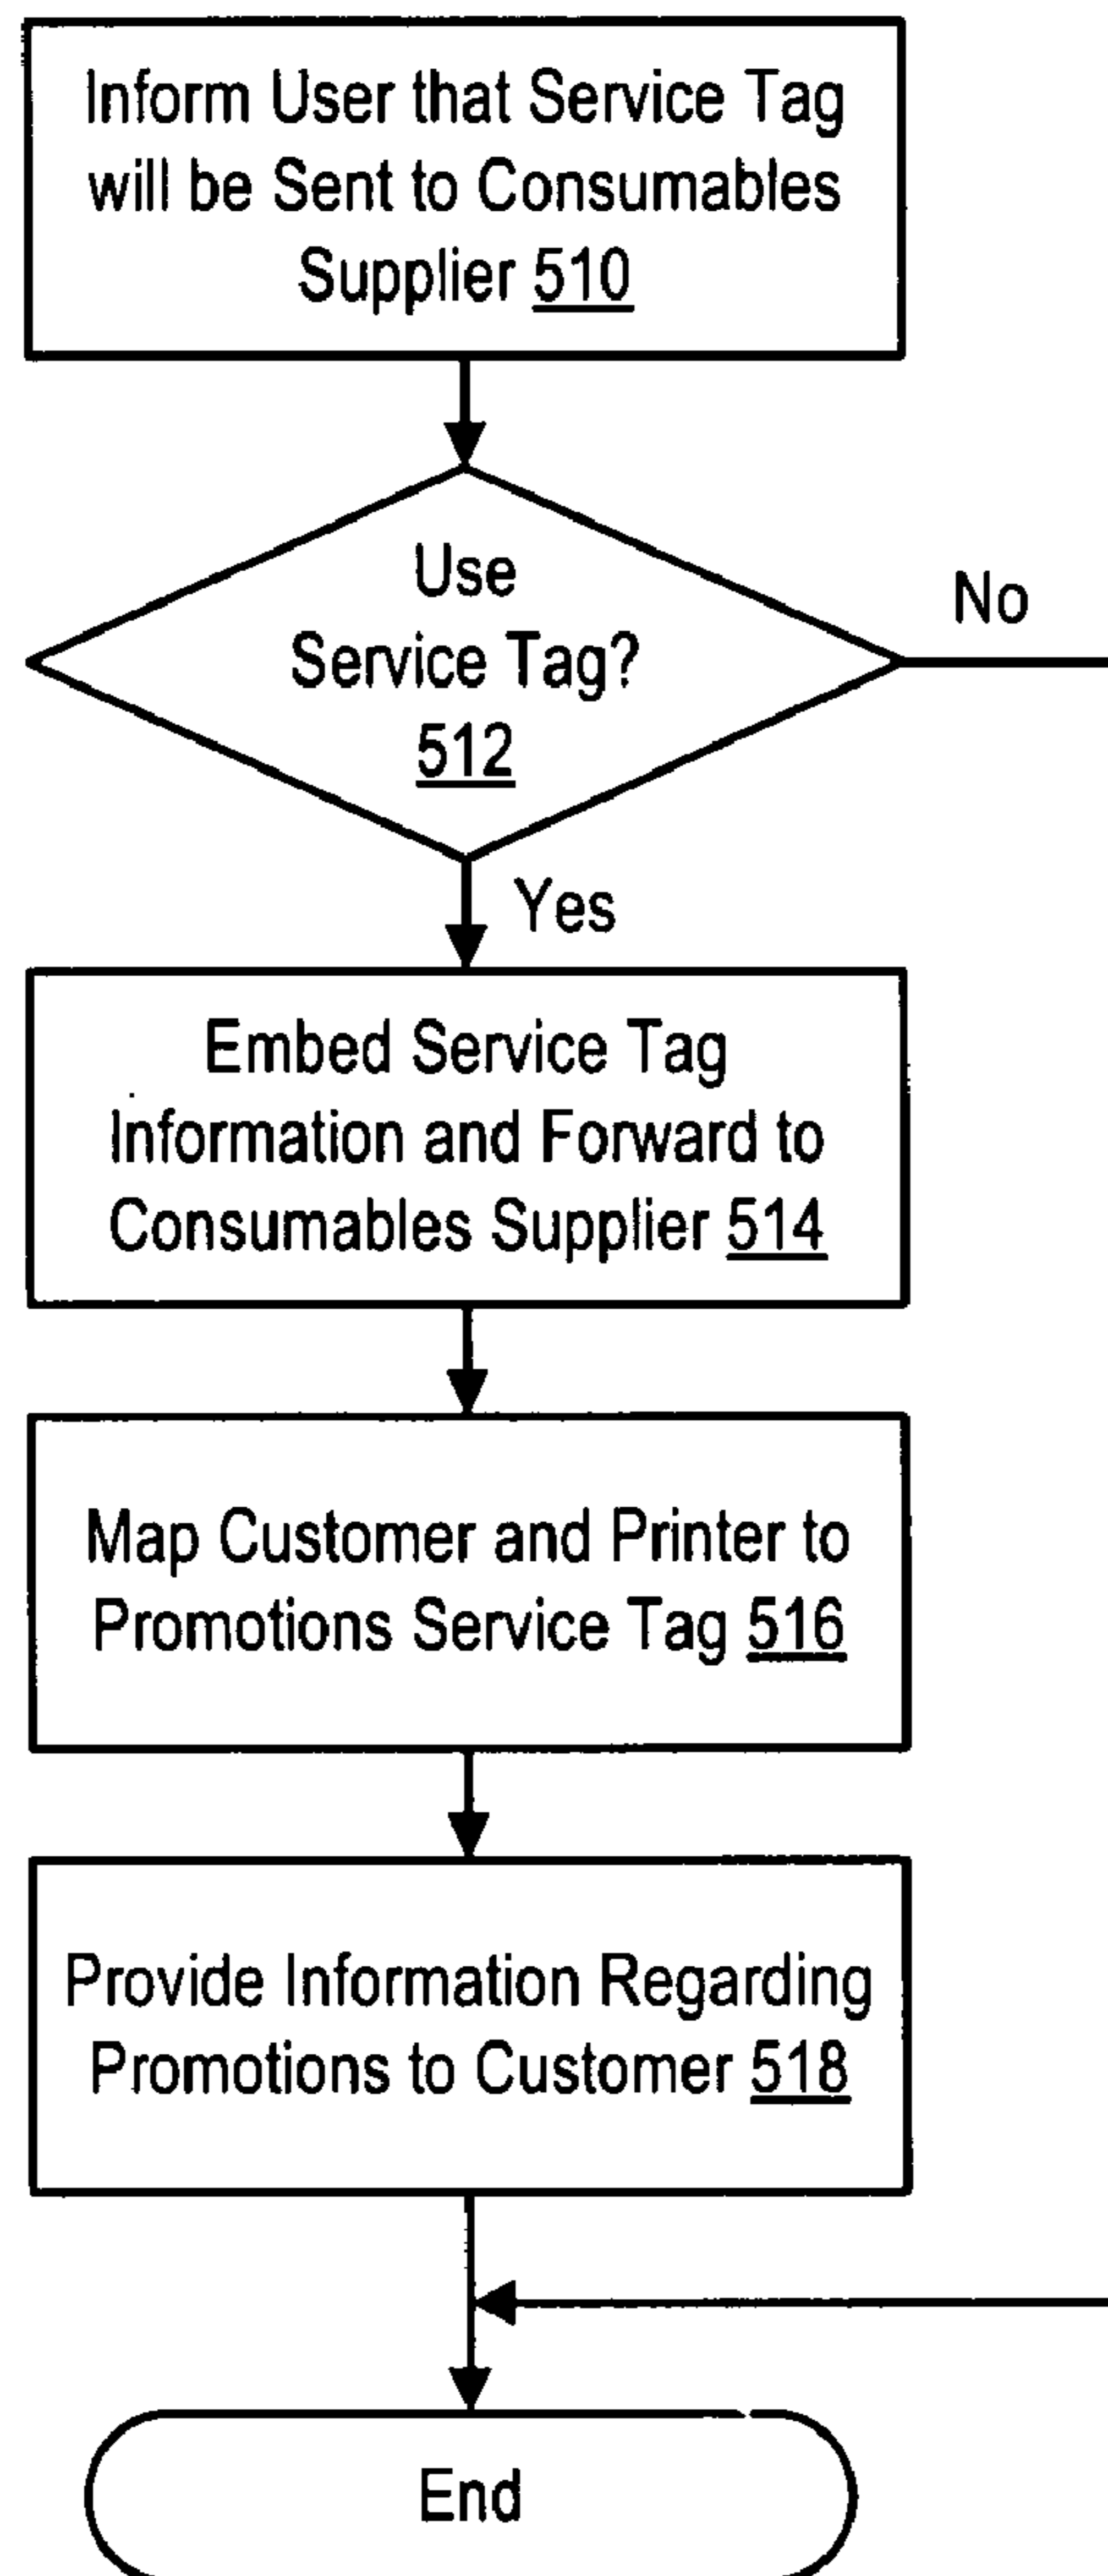 Inform User that Service Tag
will be Sent to Consumables
Supplier 510
Use
Service Tag?
512
No
Yes
Embed Service Tag
Information and Forward to
Consumables Supplier 514
Map Customer and Printer to
Promotions Service Tag 516
Provide Information Regarding
Promotions to Customer 518
End